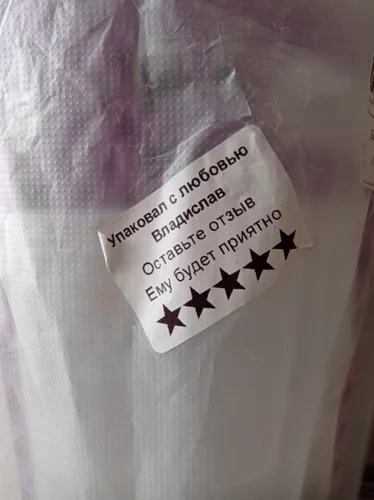 Упаковал с любовью
Владислав
Оставьте отзыв
Ему будет приятно
★★★★★